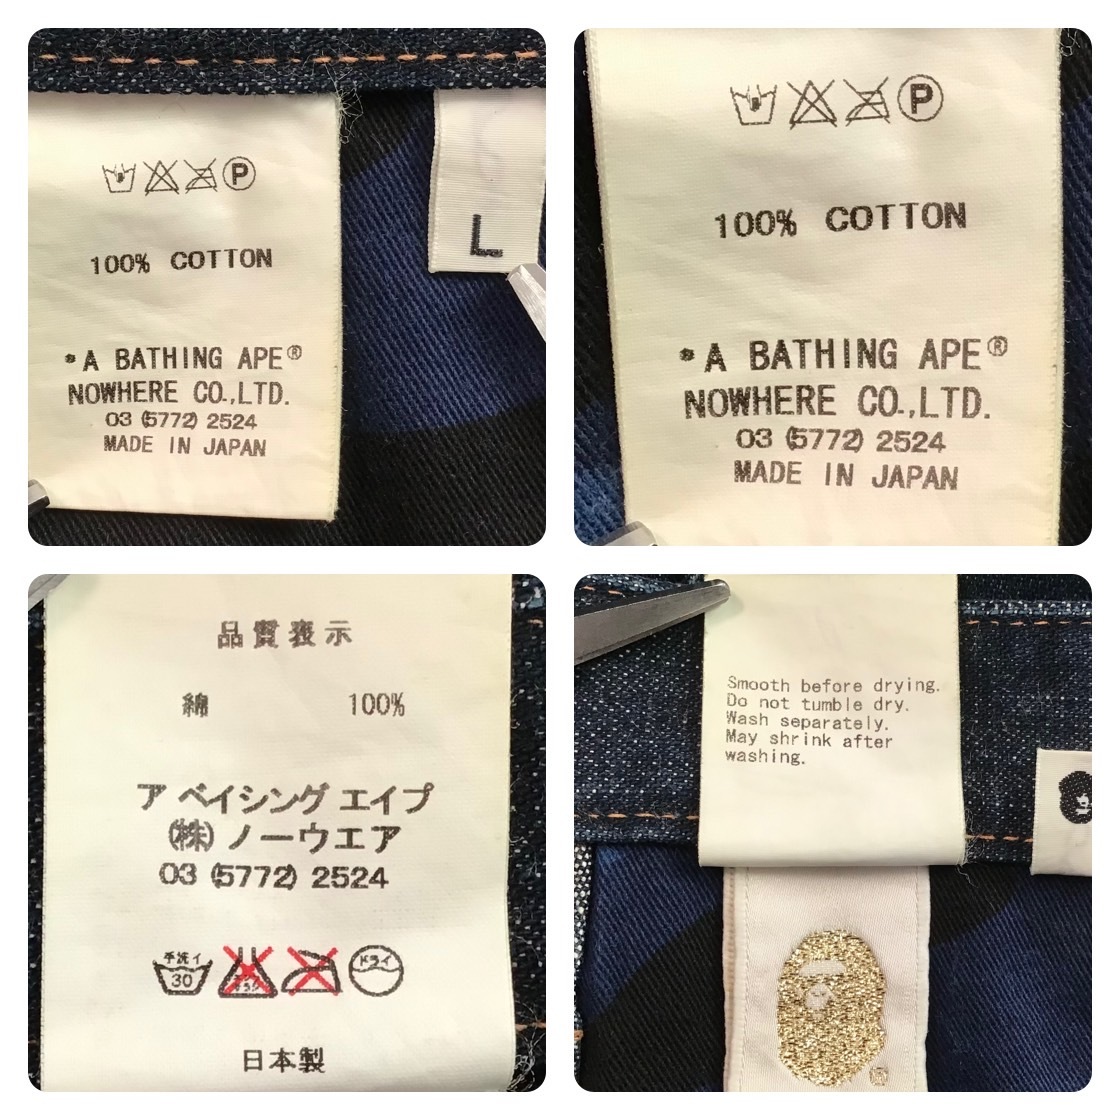 P
100% COTTON
L
*A BATHING APE®
NOWHERE CO.,LTD.
03 (5772) 2524
MADE IN JAPAN
P
100% COTTON
*A BATHING APE®
NOWHERE CO.,LTD.
03 (5772) 2524
MADE IN JAPAN
品質表示
綿 100%
ア ベイシング エイプ
(株) ノーウエア
03 (5772) 2524
手洗イ
30
ドライ
日本製
Smooth before drying.
Do not tumble dry.
Wash separately.
May shrink after
washing.
®